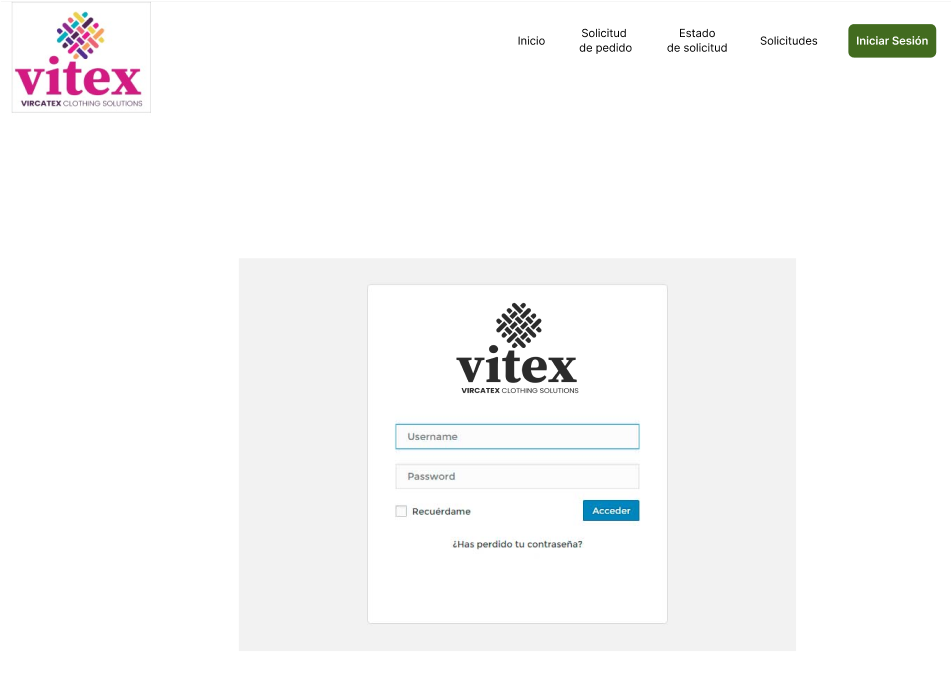 vitex
VIRCATEX CLOTHING SOLUTIONS
Inicio
Solicitud
de pedido
Estado
de solicitud
Solicitudes
Iniciar Sesión
vitex
VIRCATEX CLOTHING SOLUTIONS
Username
Password
Recuérdame
Acceder
¿Has perdido tu contraseña?